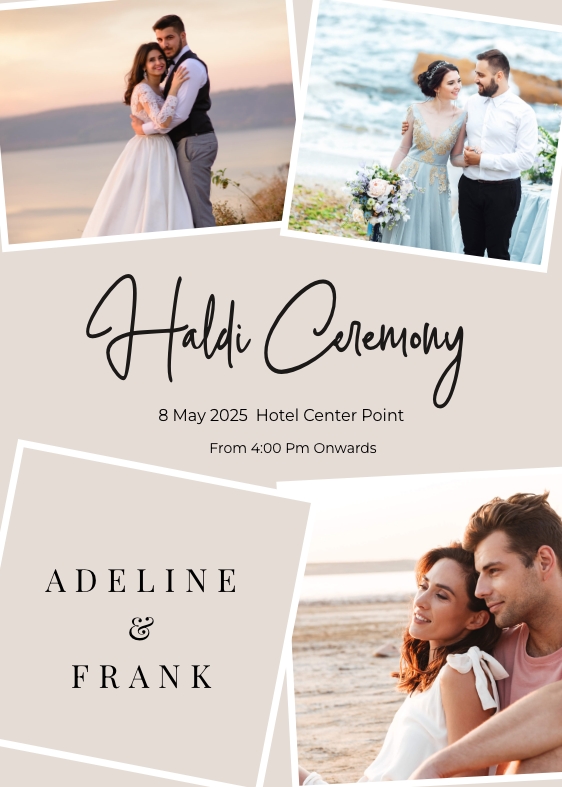 Haldi Ceremony
8 May 2025  Hotel Center Point
From 4:00 Pm Onwards
ADELINE
&
FRANK